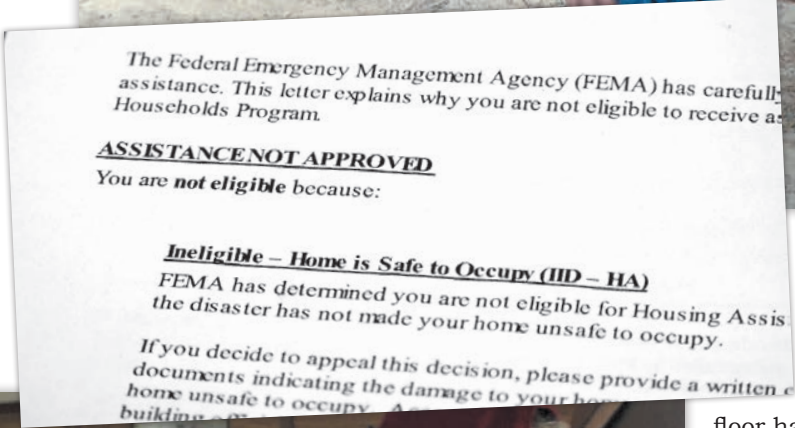 The Federal Emergency Management Agency (FEMA) has carefully
assistance. This letter explains why you are not eligible to receive
Households Program.
ASSISTANCE NOT APPROVED
You are not eligible because:
Ineligible – Home is Safe to Occupy (IID – HA)
FEMA has determined you are not eligible for Housing Assis
the disaster has not made your home unsafe to occupy.
If you decide to appeal this decision, please provide a written
documents indicating the damage to your
home unsafe to occupy.
building
floor ha